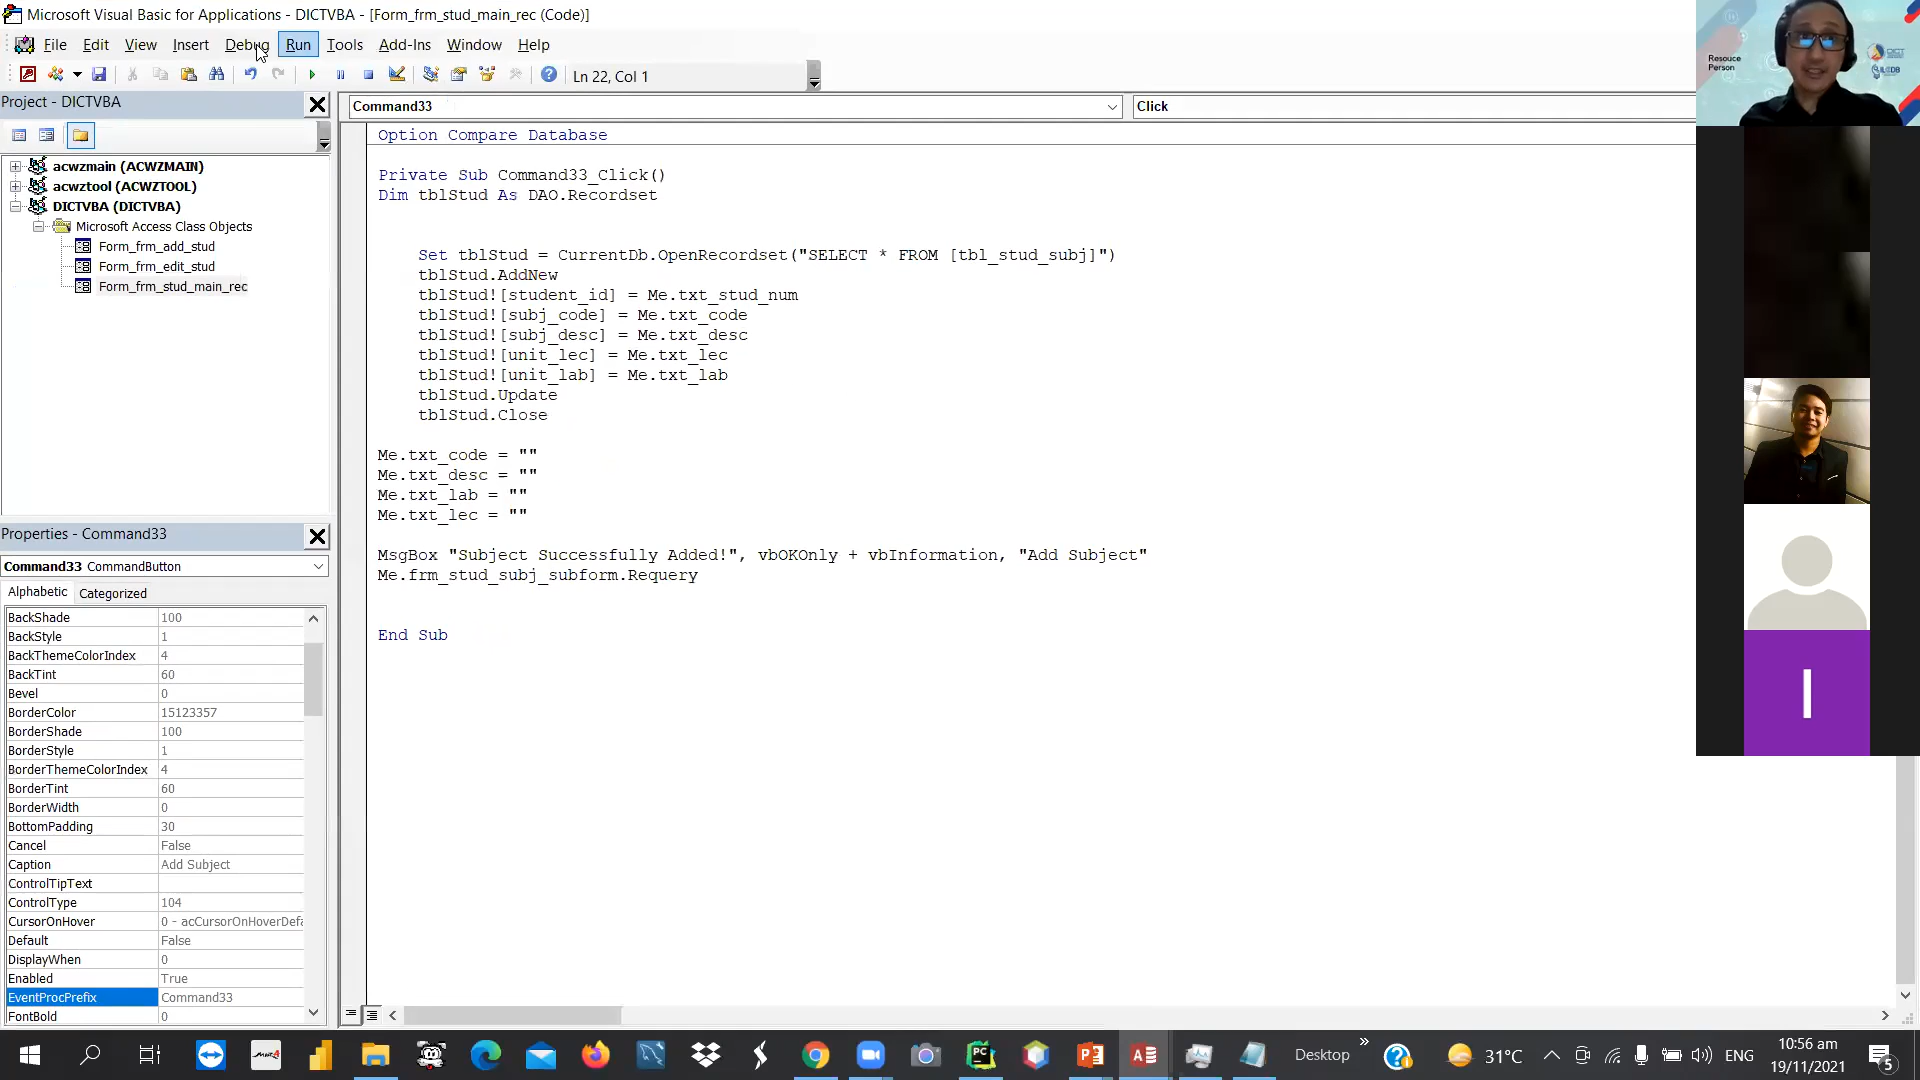 Microsoft Visual Basic for Applications - DICTVBA - [Form_frm_stud_main_rec (Code)]
File Edit View Insert Debug Run Tools Add-Ins Window Help
Ln 22, Col 1
Project - DICTVBA
acwzmain (ACWZMAIN)
acwztool (ACWZTOOL)
DICTVBA (DICTVBA)
Microsoft Access Class Objects
Form_frm_add_stud
Form_frm_edit_stud
Form_frm_stud_main_rec
Properties - Command33
Command33 CommandButton
Alphabetic Categorized
BackShade 100
BackStyle 1
BackThemeColorIndex 4
BackTint 60
Bevel 0
BorderColor 15123357
BorderShade 100
BorderStyle 1
BorderThemeColorIndex 4
BorderTint 60
BorderWidth 0
BottomPadding 30
Cancel False
Caption Add Subject
ControlTipText
ControlType 104
CursorOnHover 0 - acCursorOnHoverDefa
Default False
DisplayWhen 0
Enabled True
EventProcPrefix Command33
FontBold 0
Command33 Click
Option Compare Database
Private Sub Command33_Click()
Dim tblStud As DAO.Recordset
Set tblStud = CurrentDb.OpenRecordset("SELECT * FROM [tbl_stud_subj]")
tblStud.AddNew
tblStud![student_id] = Me.txt_stud_num
tblStud![subj_code] = Me.txt_code
tblStud![subj_desc] = Me.txt_desc
tblStud![unit_lec] = Me.txt_lec
tblStud![unit_lab] = Me.txt_lab
tblStud.Update
tblStud.Close
Me.txt_code = ""
Me.txt_desc = ""
Me.txt_lab = ""
Me.txt_lec = ""
MsgBox "Subject Successfully Added!", vbOKOnly + vbInformation, "Add Subject"
Me.frm_stud_subj_subform.Requery
End Sub
Resouce
Person
DICT
ILCDB
I
Desktop
31°C
ENG
10:56 am
19/11/2021
5